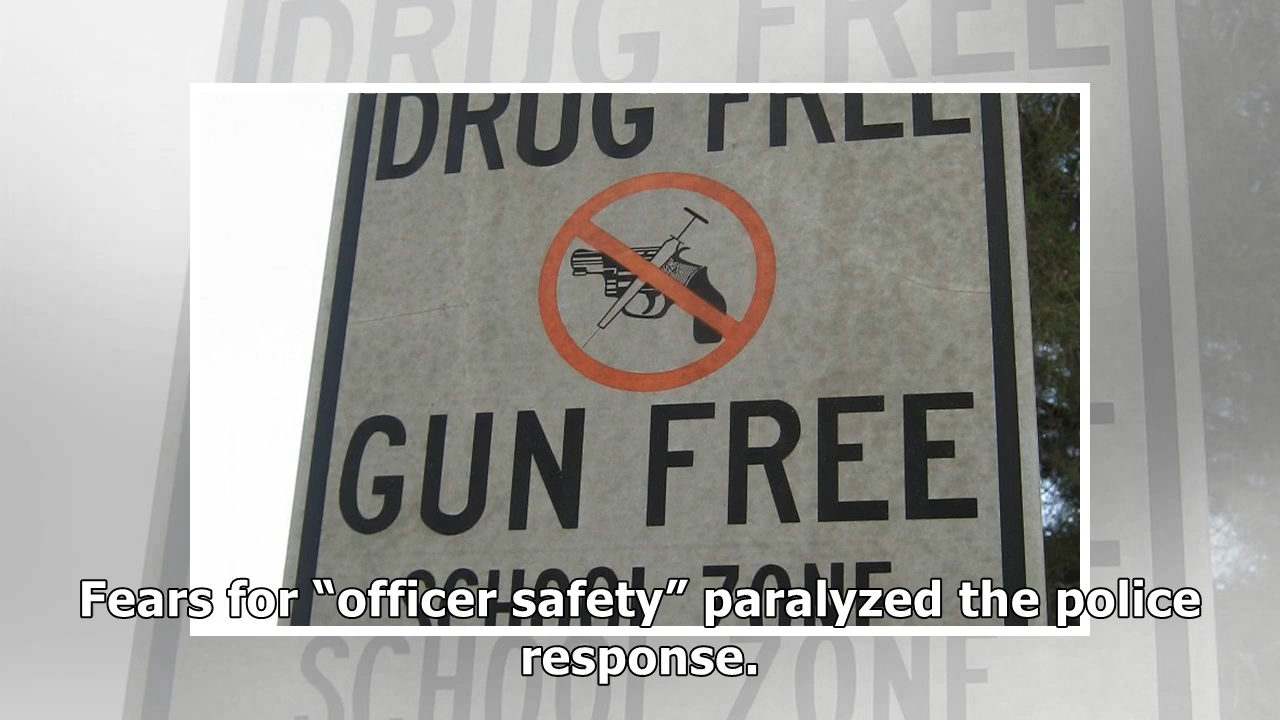 DRUG FREE
GUN FREE
SCHOOL ZONE
Fears for “officer safety” paralyzed the police
response.